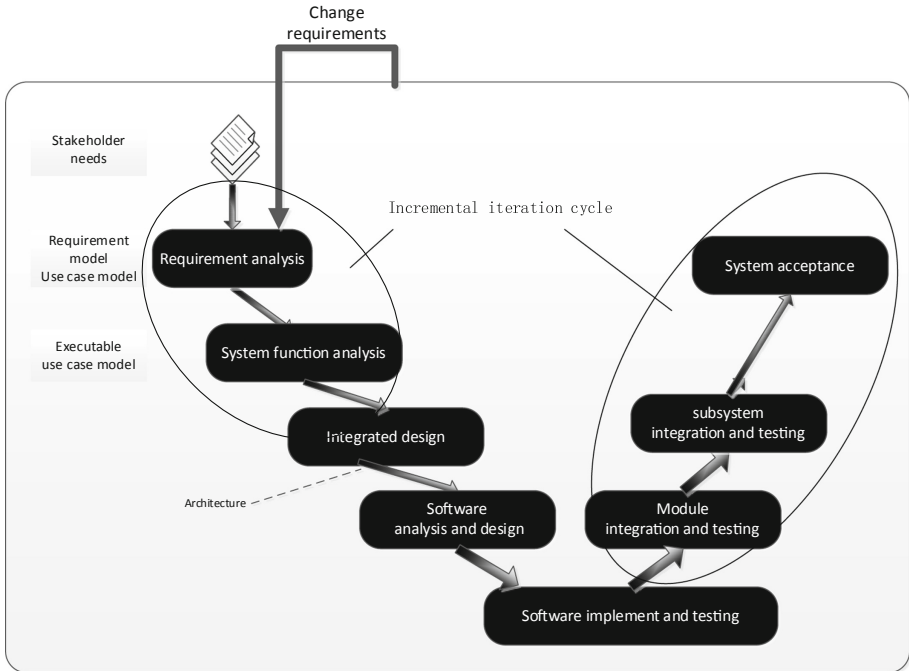 Change
requirements
Stakeholder
needs
Incremental iteration cycle
Requirement
model
Use case model
Requirement analysis
System acceptance
Executable
use case model
System function analysis
subsystem
integration and testing
Integrated design
Architecture
Software
analysis and design
Module
integration and testing
Software implement and testing